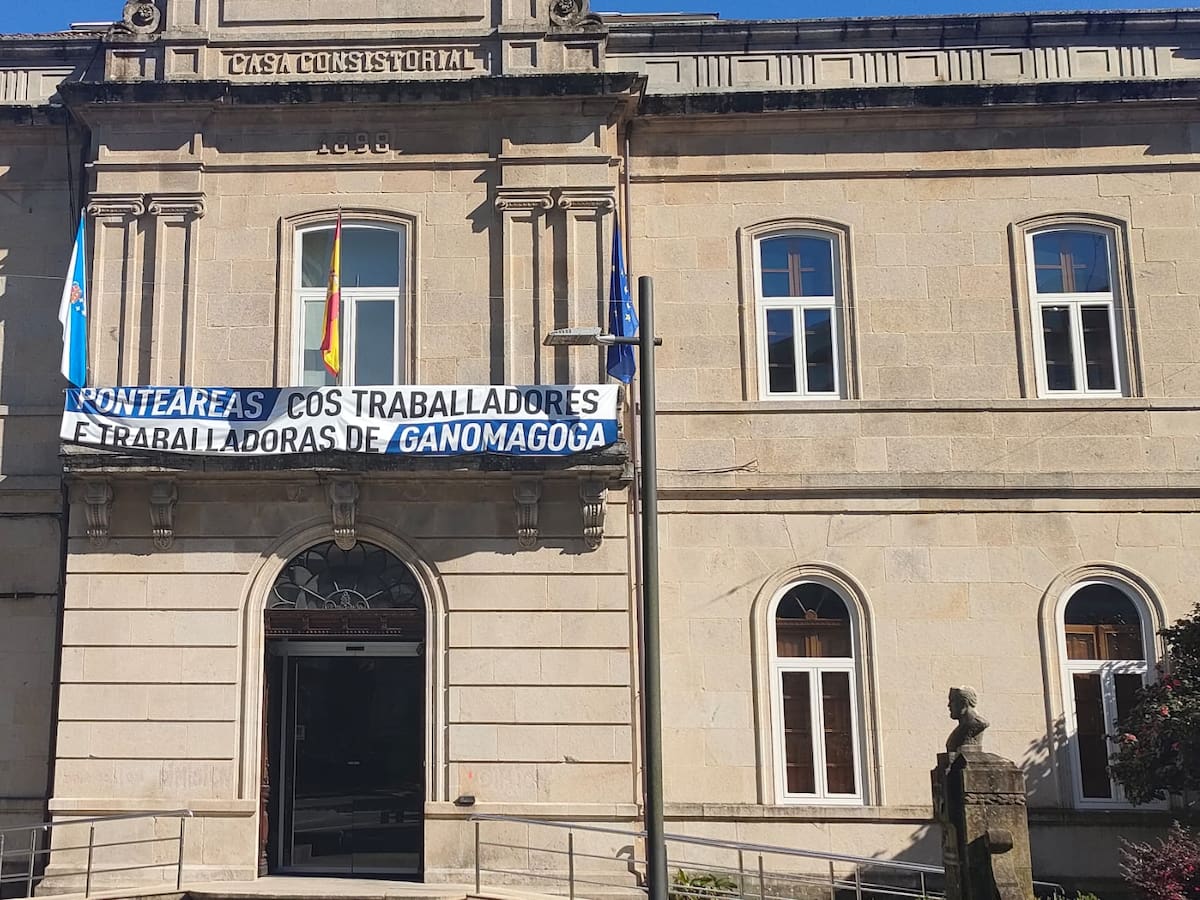 CASA CONSISTORIAL
1898
PONTEAREAS COS TRABALLADORES
E TRABALLADORAS DE GANOMAGOGA